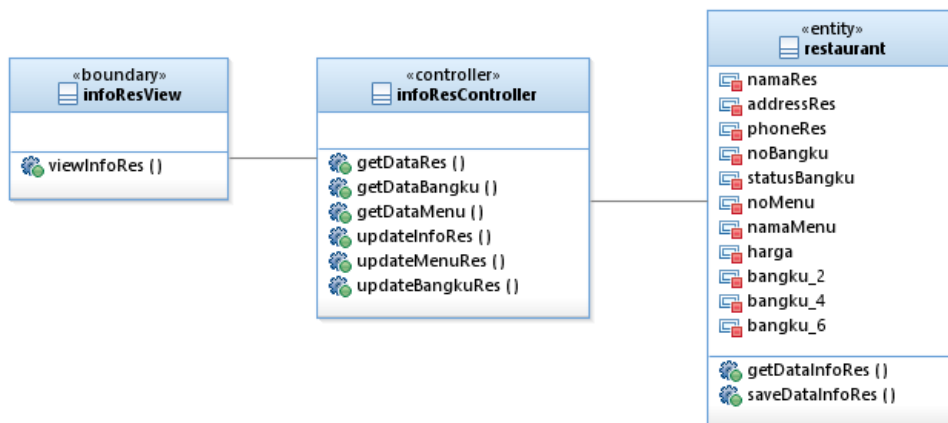 «boundary»
infoResView
viewInfoRes ()
«controller»
infoResController
getDataRes ()
getDataBangku ()
getDataMenu ()
updateInfoRes ()
updateMenuRes ()
updateBangkuRes ()
«entity»
restaurant
namaRes
addressRes
phoneRes
noBangku
statusBangku
noMenu
namaMenu
harga
bangku_2
bangku_4
bangku_6
getDataInfoRes ()
saveDataInfoRes ()